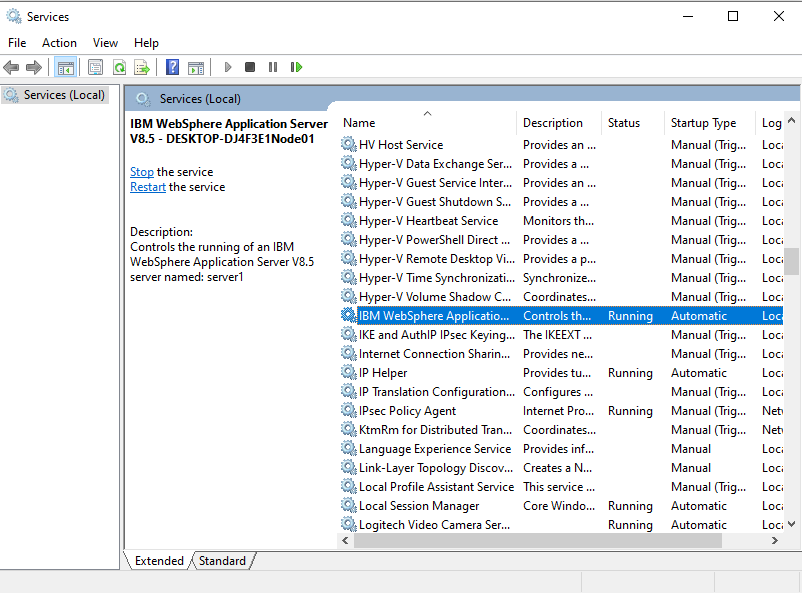 Services
File Action View Help
Services (Local)
Services (Local)
IBM WebSphere Application Server
V8.5 - DESKTOP-DJ4F3E1Node01
Stop the service
Restart the service
Description:
Controls the running of an IBM
WebSphere Application Server V8.5
server named: server1
Name Description Status Startup Type Log
HV Host Service Provides an ... Manual (Trig... Loca
Hyper-V Data Exchange Ser... Provides a ... Manual (Trig... Loca
Hyper-V Guest Service Inter... Provides an ... Manual (Trig... Loca
Hyper-V Guest Shutdown S... Provides a ... Manual (Trig... Loca
Hyper-V Heartbeat Service Monitors th... Manual (Trig... Loca
Hyper-V PowerShell Direct ... Provides a ... Manual (Trig... Loca
Hyper-V Remote Desktop Vi... Provides a p... Manual (Trig... Loca
Hyper-V Time Synchronizati... Synchronize... Manual (Trig... Loca
Hyper-V Volume Shadow C... Coordinates... Manual (Trig... Loca
IBM WebSphere Applicatio... Controls th... Running Automatic Loca
IKE and AuthIP IPsec Keying... The IKEEXT ... Manual (Trig... Loca
Internet Connection Sharin... Provides ne... Manual (Trig... Loca
IP Helper Provides tu... Running Automatic Loca
IP Translation Configuration... Configures ... Manual (Trig... Loca
IPsec Policy Agent Internet Pro... Running Manual (Trig... Netv
KtmRm for Distributed Tran... Coordinates... Manual (Trig... Netv
Language Experience Service Provides inf... Manual Loca
Link-Layer Topology Discov... Creates a N... Manual Loca
Local Profile Assistant Service This service ... Manual (Trig... Loca
Local Session Manager Core Windo... Running Automatic Loca
Logitech Video Camera Ser... Running Automatic Loca
Extended Standard